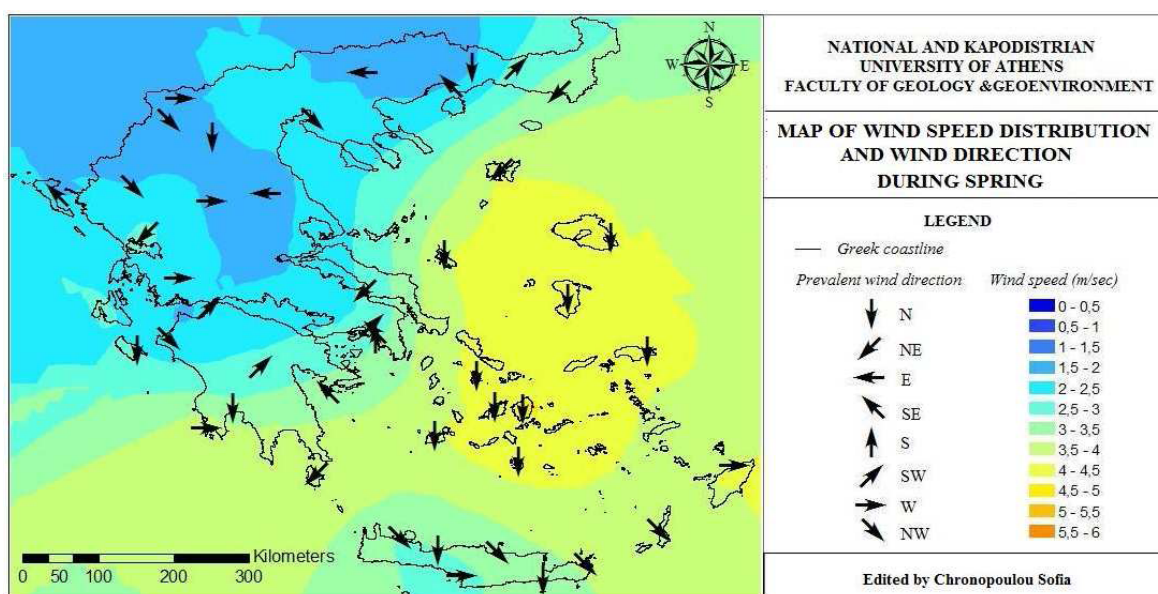 N
W E
S
Kilometers
0 50 100 200 300
NATIONAL AND KAPODISTRIAN
UNIVERSITY OF ATHENS
FACULTY OF GEOLOGY &GEOENVIRONMENT
MAP OF WIND SPEED DISTRIBUTION
AND WIND DIRECTION
DURING SPRING
LEGEND
Greek coastline
Prevalent wind direction Wind speed (m/sec)
N
NE
E
SE
S
SW
W
NW
0 - 0,5
0,5 - 1
1 - 1,5
1,5 - 2
2 - 2,5
2,5 - 3
3 - 3,5
3,5 - 4
4 - 4,5
4,5 - 5
5 - 5,5
5,5 - 6
Edited by Chronopoulou Sofia